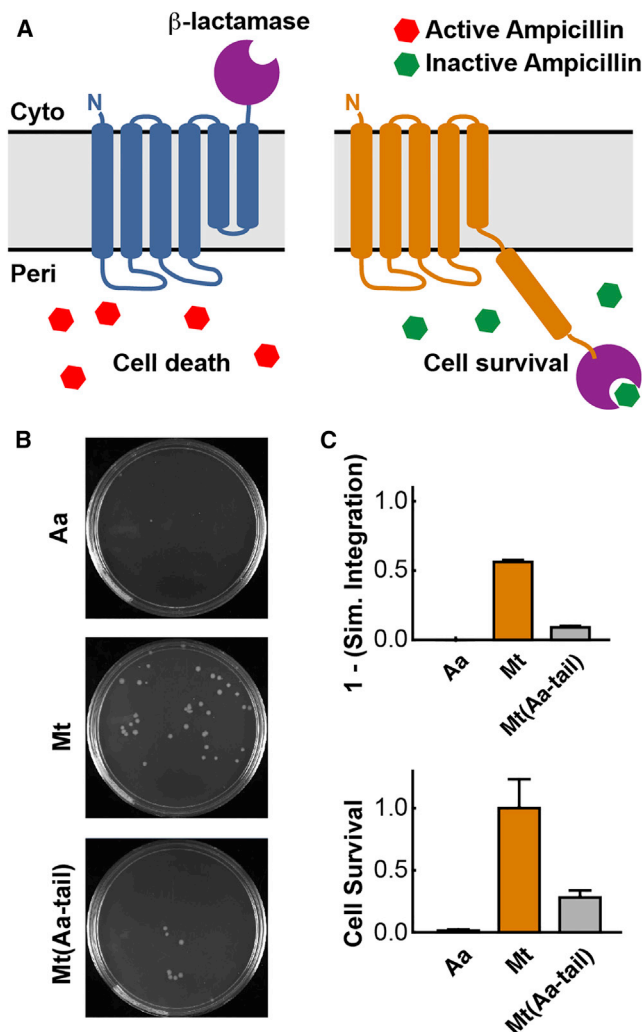 A
β-lactamase
Active Ampicillin
Inactive Ampicillin
N
Cyto
N
Peri
Cell death
Cell survival
B
Aa
Mt
Mt(Aa-tail)
C
1 - (Sim. Integration)
1.0
0.5
0.0
Aa
Mt
Mt(Aa-tail)
Cell Survival
1.0
0.5
0.0
Aa
Mt
Mt(Aa-tail)